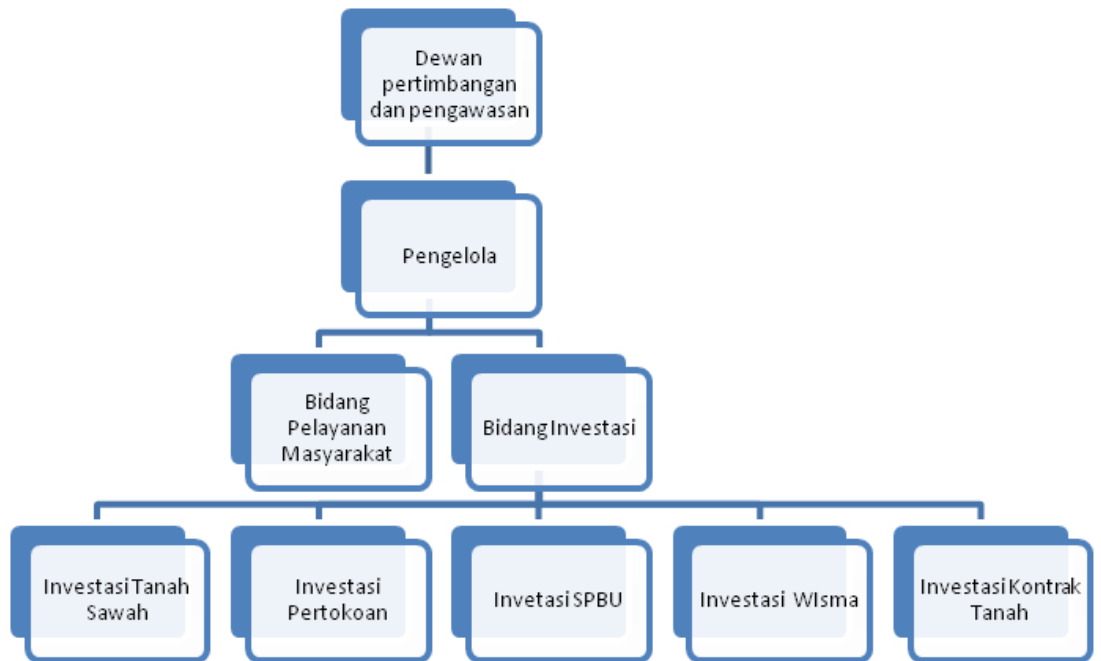 Dewan
pertimbangan
dan pengawasan
Pengelola
Bidang
Pelayanan
Masyarakat
Bidang Investasi
Investasi Tanah
Sawah
Investasi
Pertokoan
Invetasi SPBU
Investasi WIsma
Investasi Kontrak
Tanah